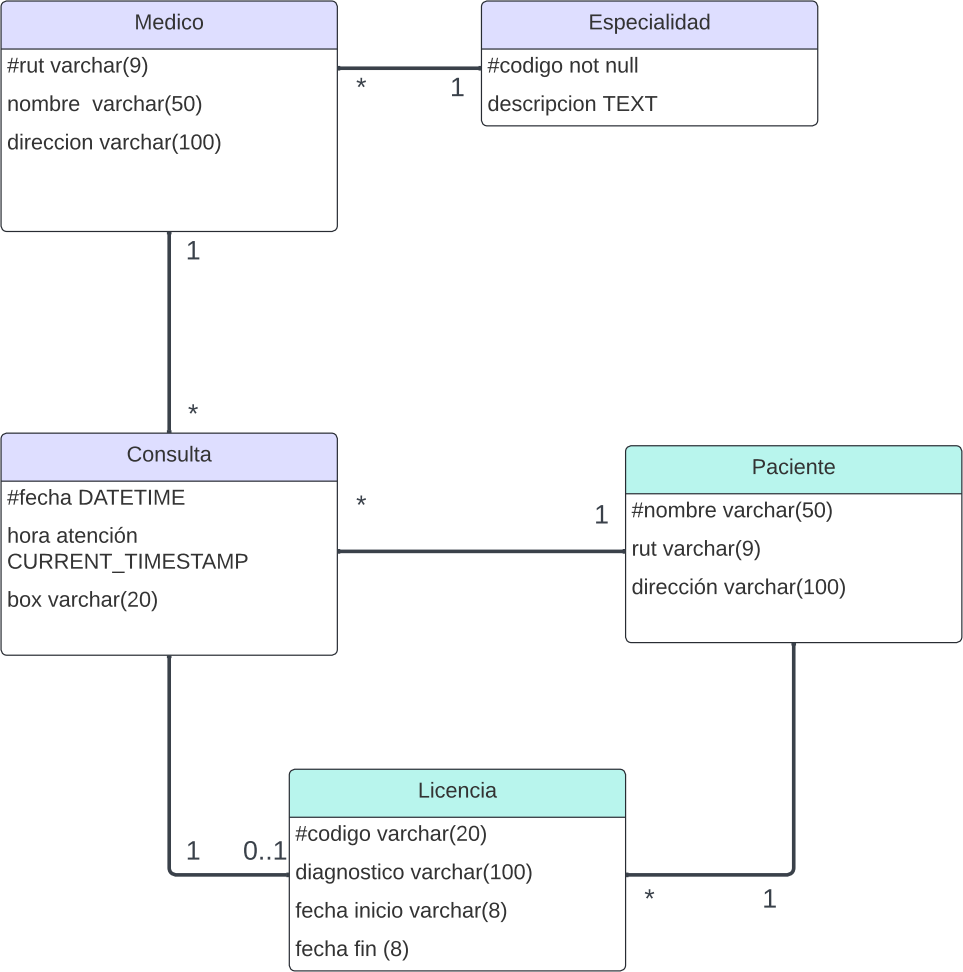 Medico
#rut varchar(9)
nombre  varchar(50)
direccion varchar(100)
Especialidad
#codigo not null
descripcion TEXT
*
1
1
*
Consulta
#fecha DATETIME
hora atención
CURRENT_TIMESTAMP
box varchar(20)
*
1
Paciente
#nombre varchar(50)
rut varchar(9)
dirección varchar(100)
1
0..1
Licencia
#codigo varchar(20)
diagnostico varchar(100)
fecha inicio varchar(8)
fecha fin (8)
*
1